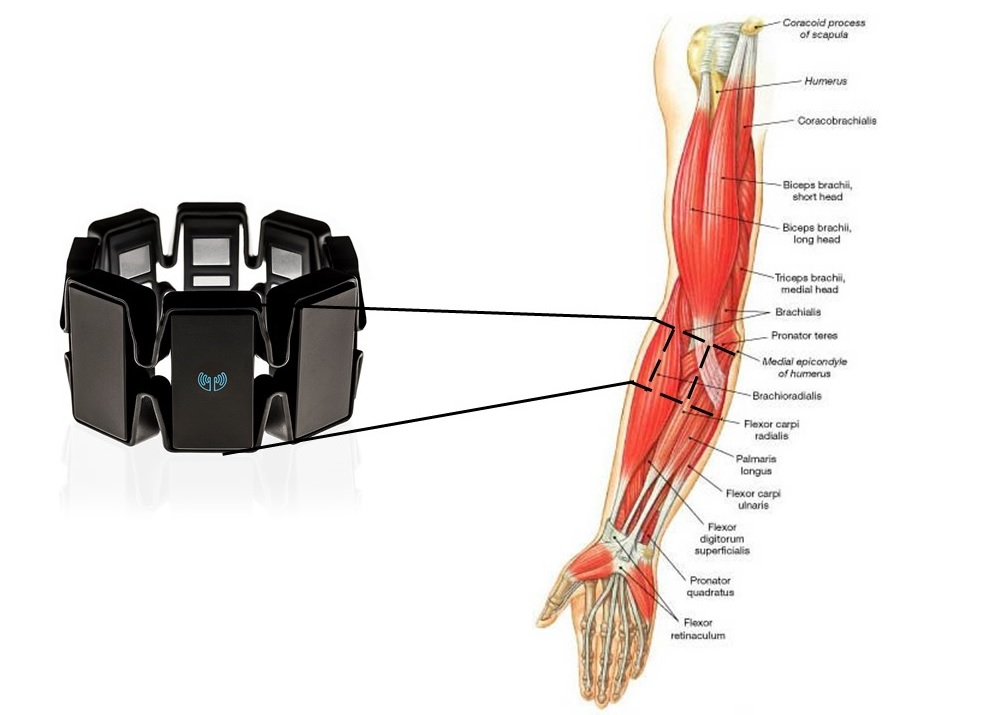 Coracoid process
of scapula
Humerus
Coracobrachialis
Biceps brachii,
short head
Biceps brachii,
long head
Triceps brachii,
medial head
Brachialis
Pronator teres
Medial epicondyle
of humerus
Brachioradialis
Flexor carpi
radialis
Palmaris
longus
Flexor carpi
ulnaris
Flexor
digitorum
superficialis
Pronator
quadratus
Flexor
retinaculum